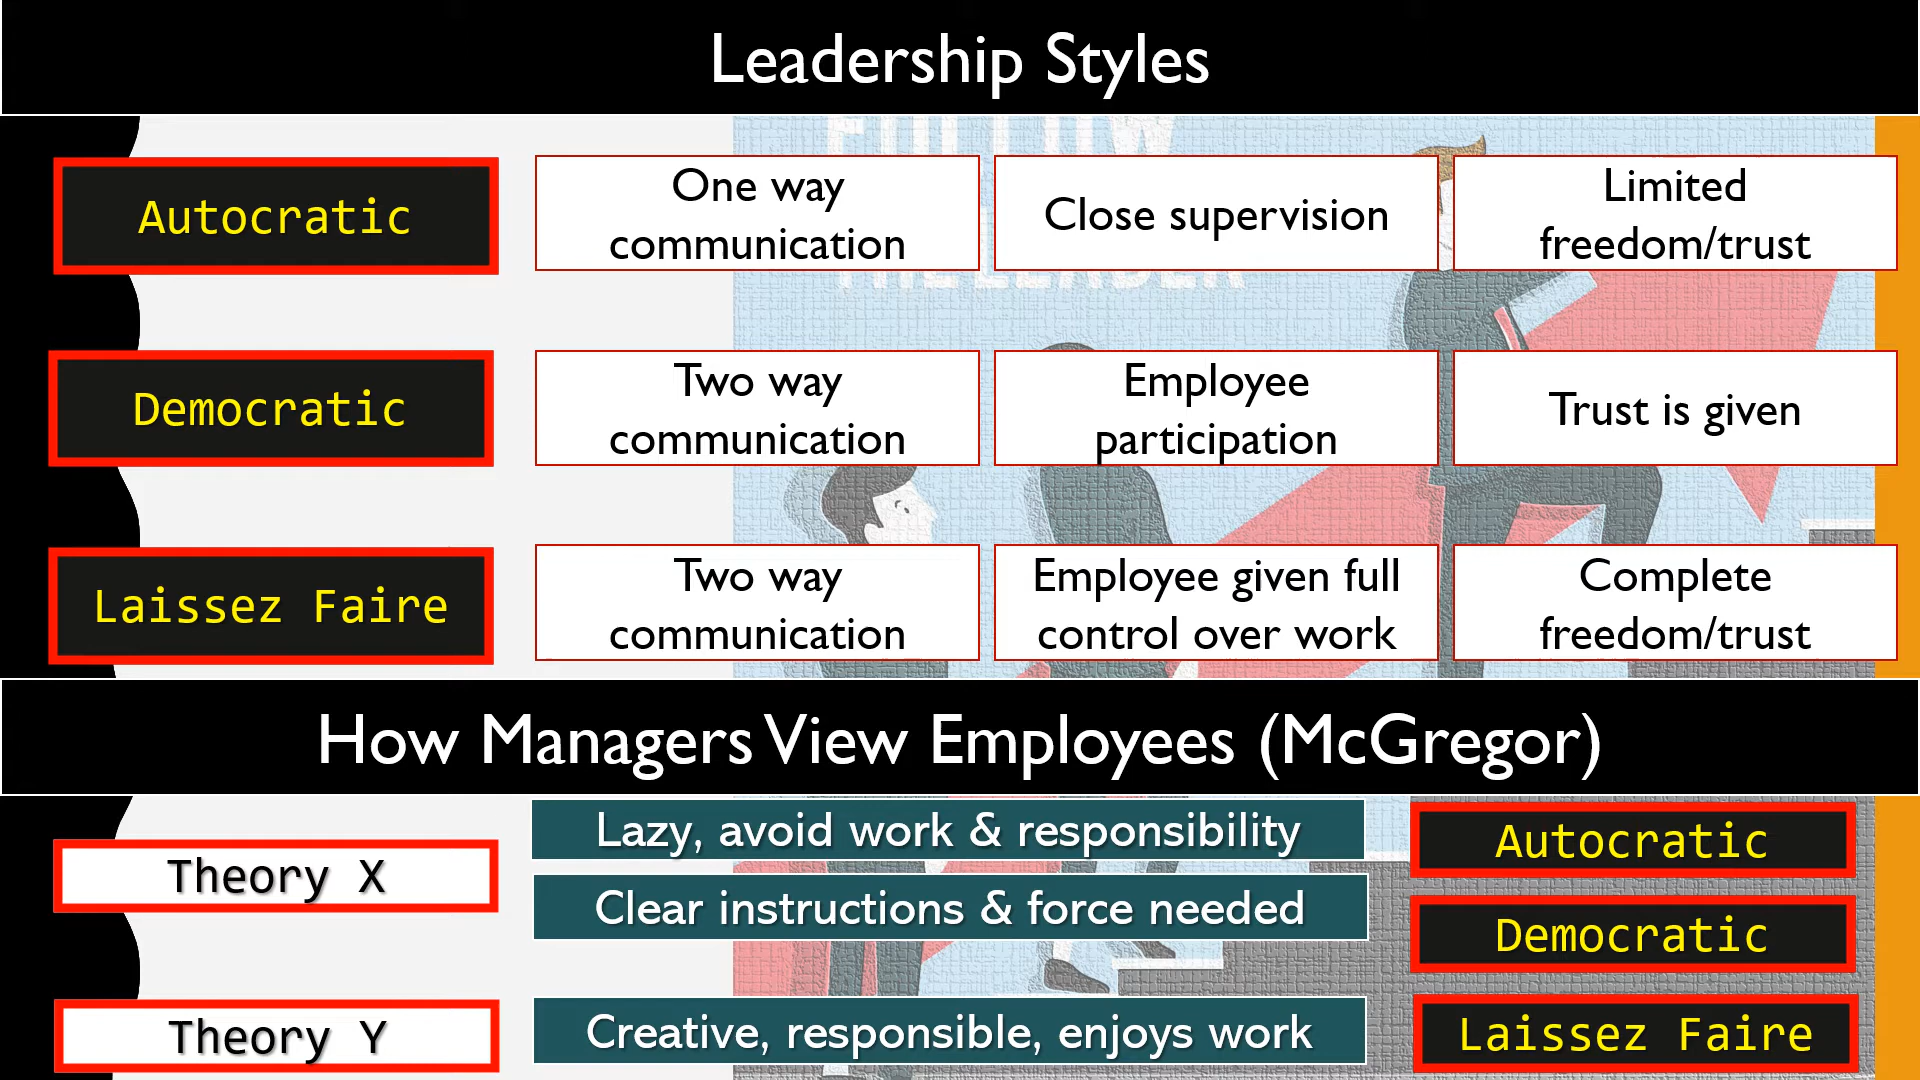 Leadership Styles
Autocratic
One way
communication
Close supervision
Limited
freedom/trust
Democratic
Two way
communication
Employee
participation
Trust is given
Laissez Faire
Two way
communication
Employee given full
control over work
Complete
freedom/trust
How Managers View Employees (McGregor)
Theory X
Lazy, avoid work & responsibility
Clear instructions & force needed
Autocratic
Democratic
Theory Y
Creative, responsible, enjoys work
Laissez Faire